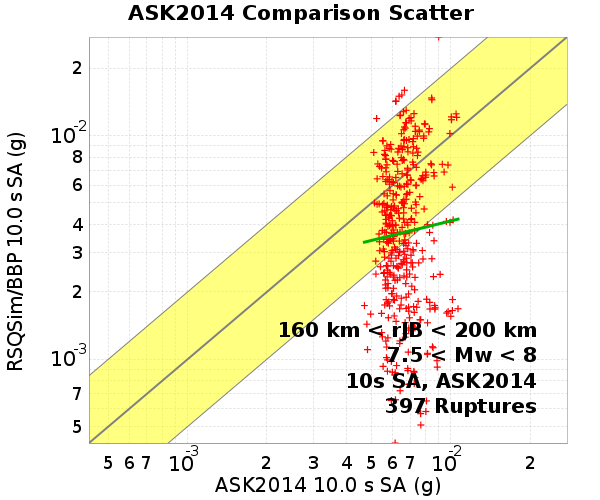 ASK2014 Comparison Scatter
RSQSim/BBP 10.0 s SA (g)
2
10-2
8
6
4
3
2
10-3
7
5
160 km < rJB < 200 km
7.5 < Mw < 8
10s SA, ASK2014
397 Ruptures
5 6 7 10-3 2 3 4 5 6 7 10-2 2
ASK2014 10.0 s SA (g)